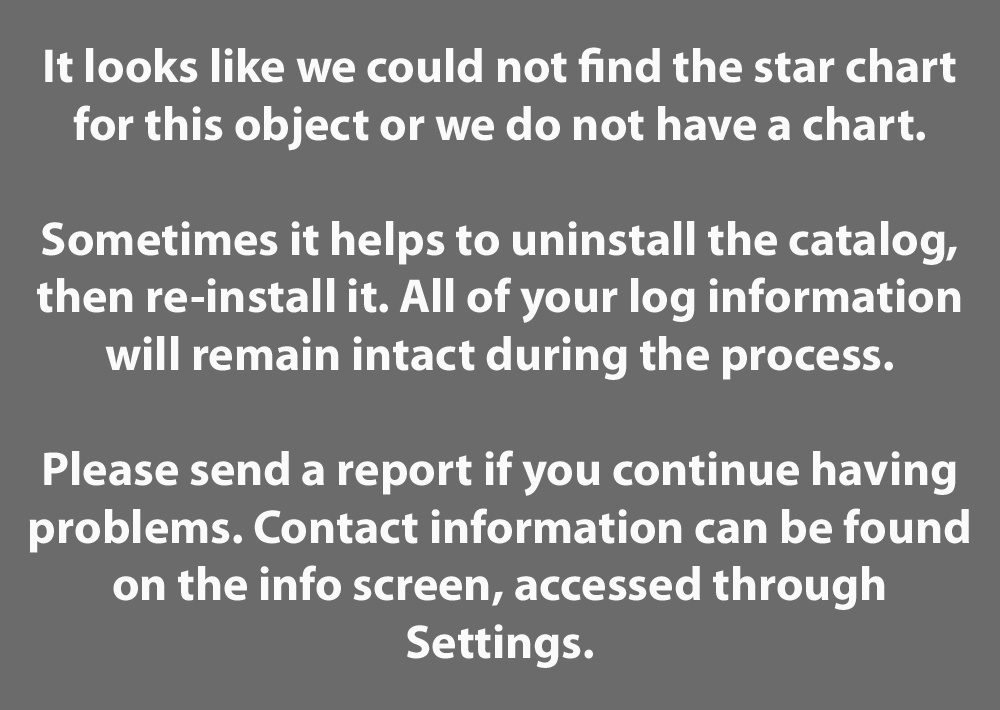 It looks like we could not find the star chart
for this object or we do not have a chart.
Sometimes it helps to uninstall the catalog,
then re-install it. All of your log information
will remain intact during the process.
Please send a report if you continue having
problems. Contact information can be found
on the info screen, accessed through
Settings.